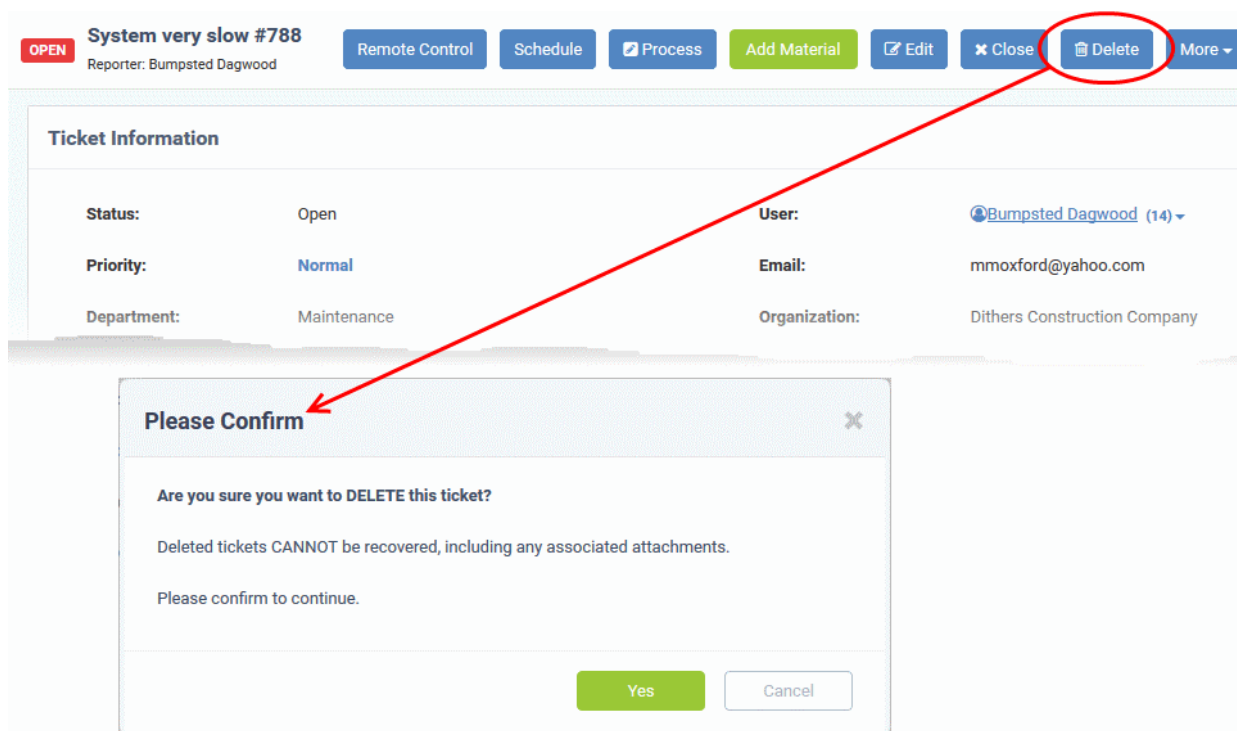 OPEN System very slow #788 Remote Control Schedule Process Add Material Edit Close Delete More
Reporter: Bumpsted Dagwood
Ticket Information
Status: Open User: Bumpsted Dagwood (14)
Priority: Normal Email: mmoxford@yahoo.com
Department: Maintenance Organization: Dithers Construction Company
Please Confirm
Are you sure you want to DELETE this ticket?
Deleted tickets CANNOT be recovered, including any associated attachments.
Please confirm to continue.
Yes Cancel